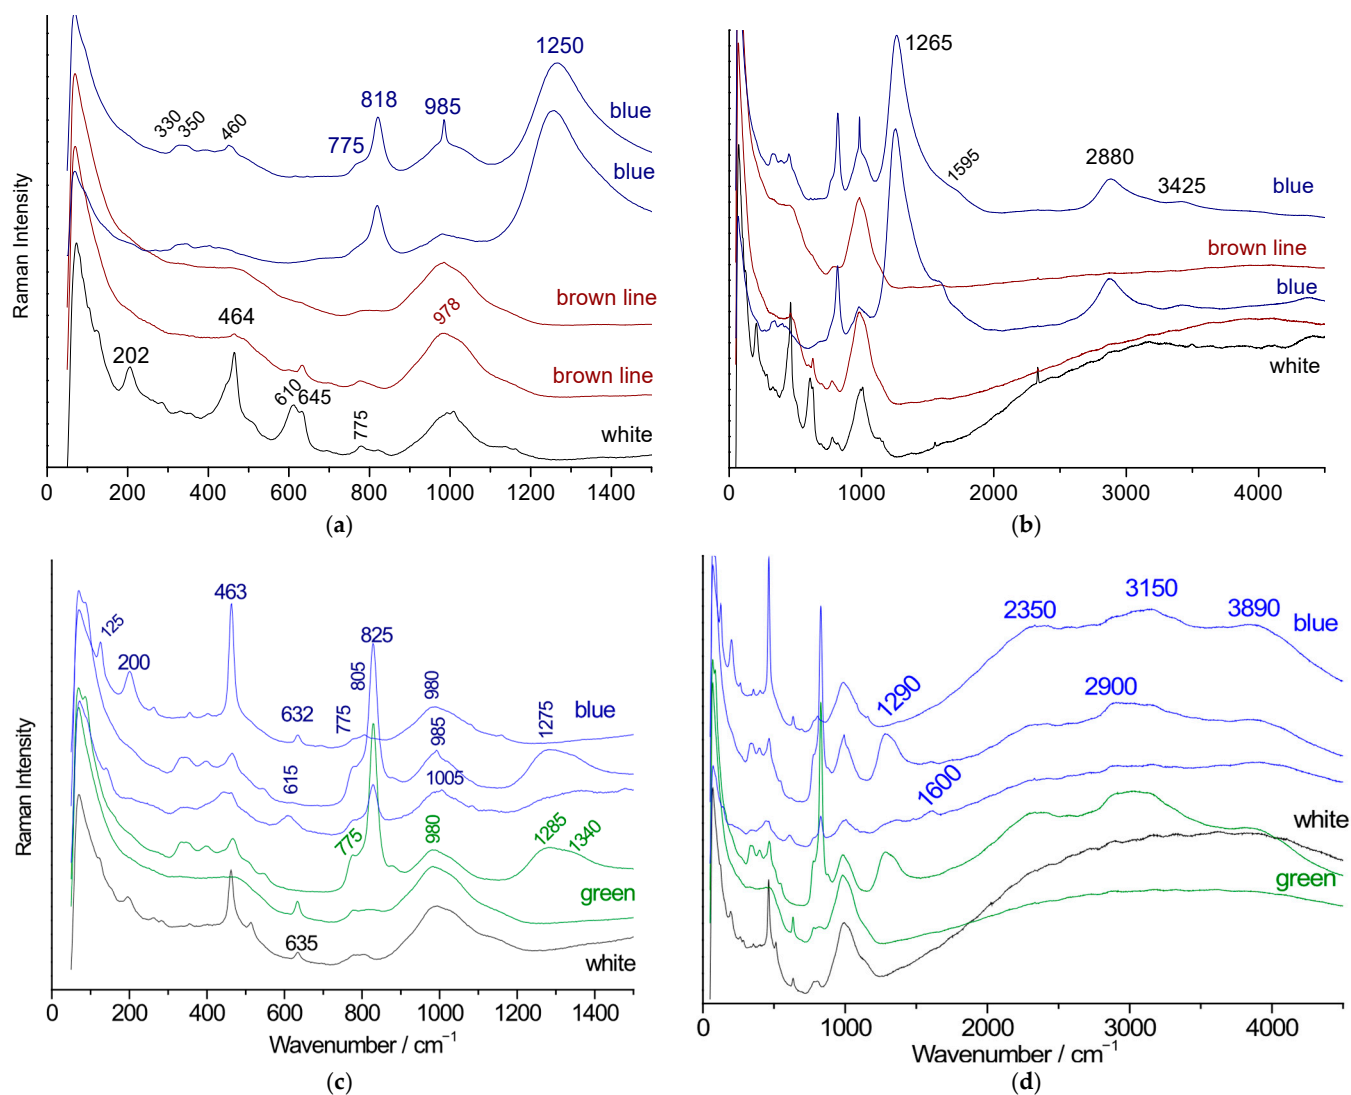 1250
818
985
775
330
350
460
blue
blue
brown line
978
464
202
brown line
610
645
775
white
Raman Intensity
0 200 400 600 800 1000 1200 1400
(a)
1265
1595
2880
3425
blue
brown line
blue
white
0 1000 2000 3000 4000
(b)
463
125
200
825
805
980
632
775
985
1275
blue
615
1005
775
980
1285
1340
green
635
white
Raman Intensity
0 200 400 600 800 1000 1200 1400
Wavenumber / cm⁻¹
(c)
3150
2350
3890
blue
1290
2900
1600
white
green
0 1000 2000 3000 4000
Wavenumber / cm⁻¹
(d)